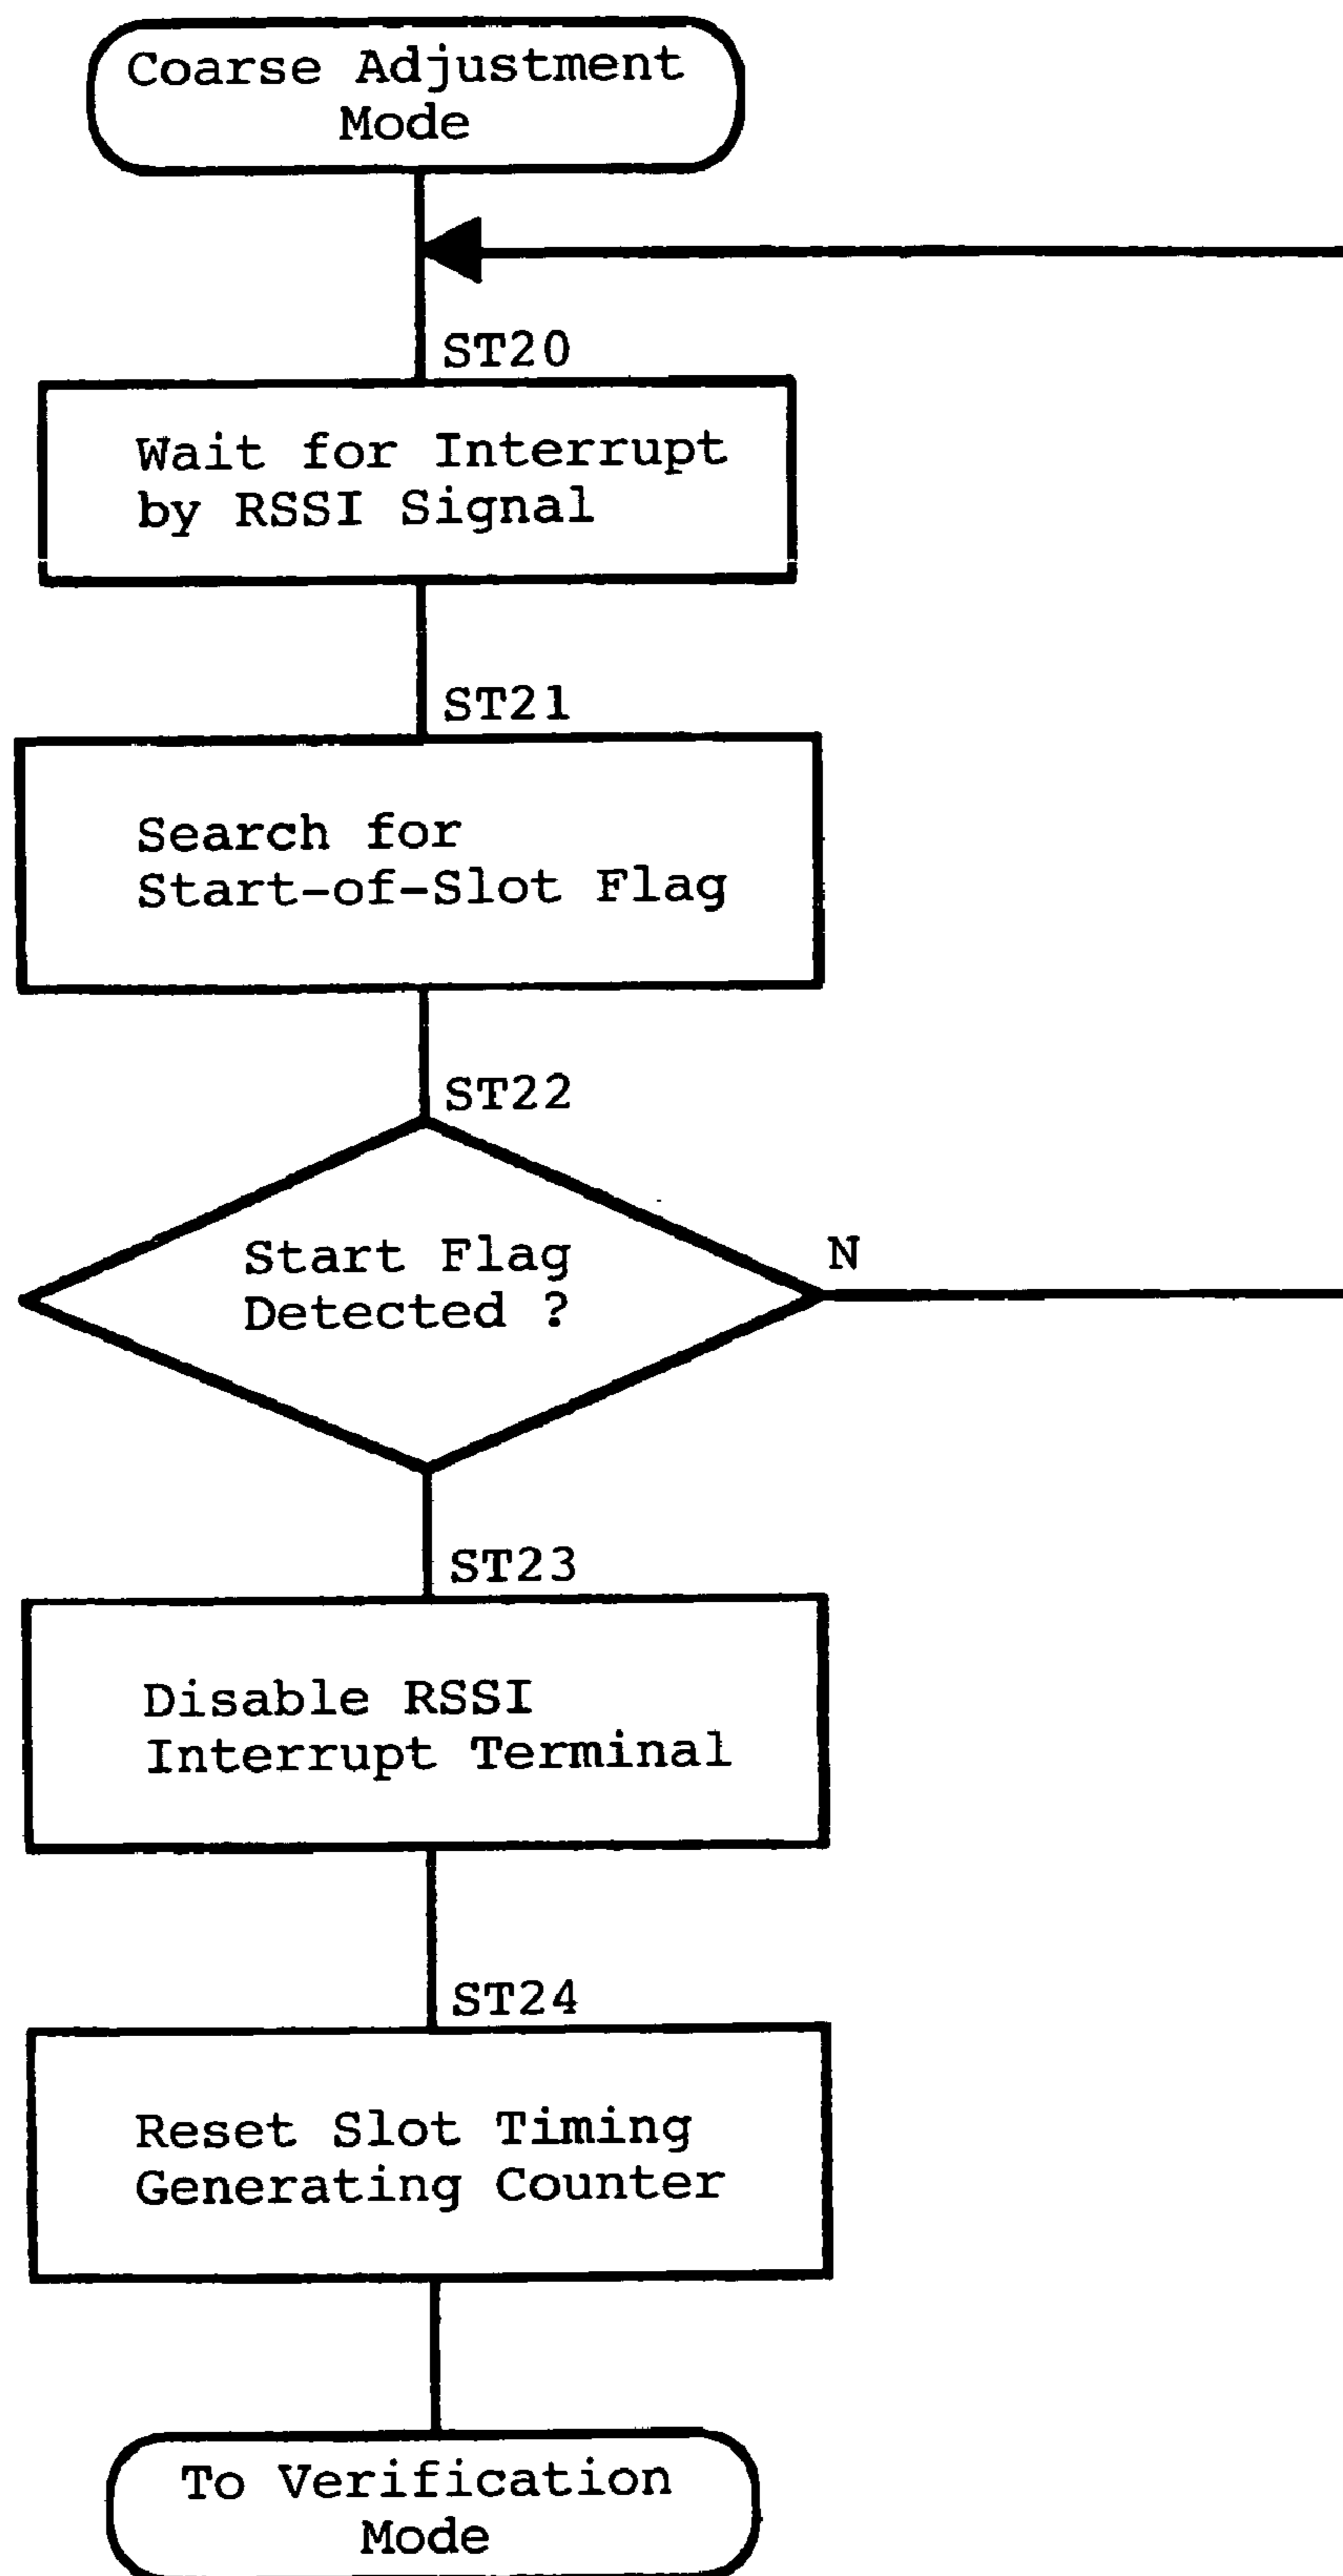 Coarse Adjustment
Mode
ST20
Wait for Interrupt
by RSSI Signal
ST21
Search for
Start-of-Slot Flag
ST22
Start Flag
Detected ?
N
ST23
Disable RSSI
Interrupt Terminal
ST24
Reset Slot Timing
Generating Counter
To Verification
Mode